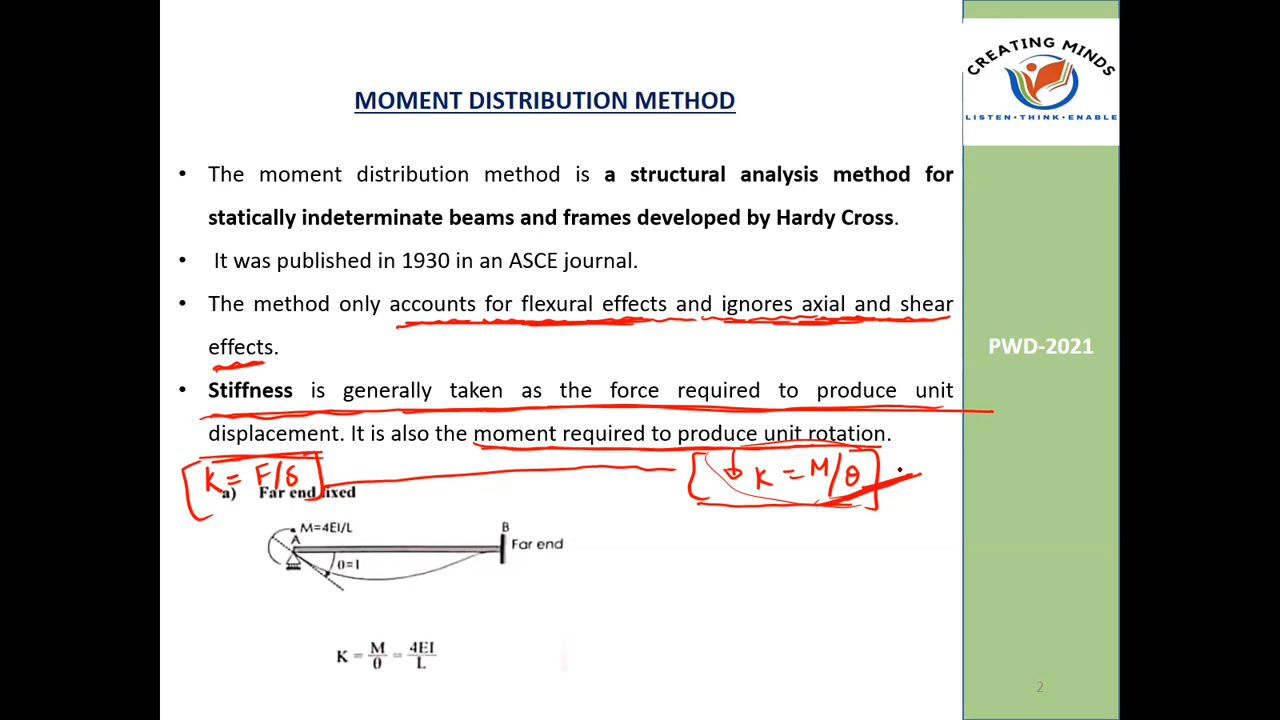 CREATING MINDS
LISTEN•THINK•ENABLE
MOMENT DISTRIBUTION METHOD
• The moment distribution method is a structural analysis method for
statically indeterminate beams and frames developed by Hardy Cross.
• It was published in 1930 in an ASCE journal.
• The method only accounts for flexural effects and ignores axial and shear
effects.
PWD-2021
• Stiffness is generally taken as the force required to produce unit
displacement. It is also the moment required to produce unit rotation.
[K = F/δ]
[K = M/θ]
a) Far end fixed
M=4EI/L
A
B
Far end
θ=1
K = M/θ = 4EI/L
2